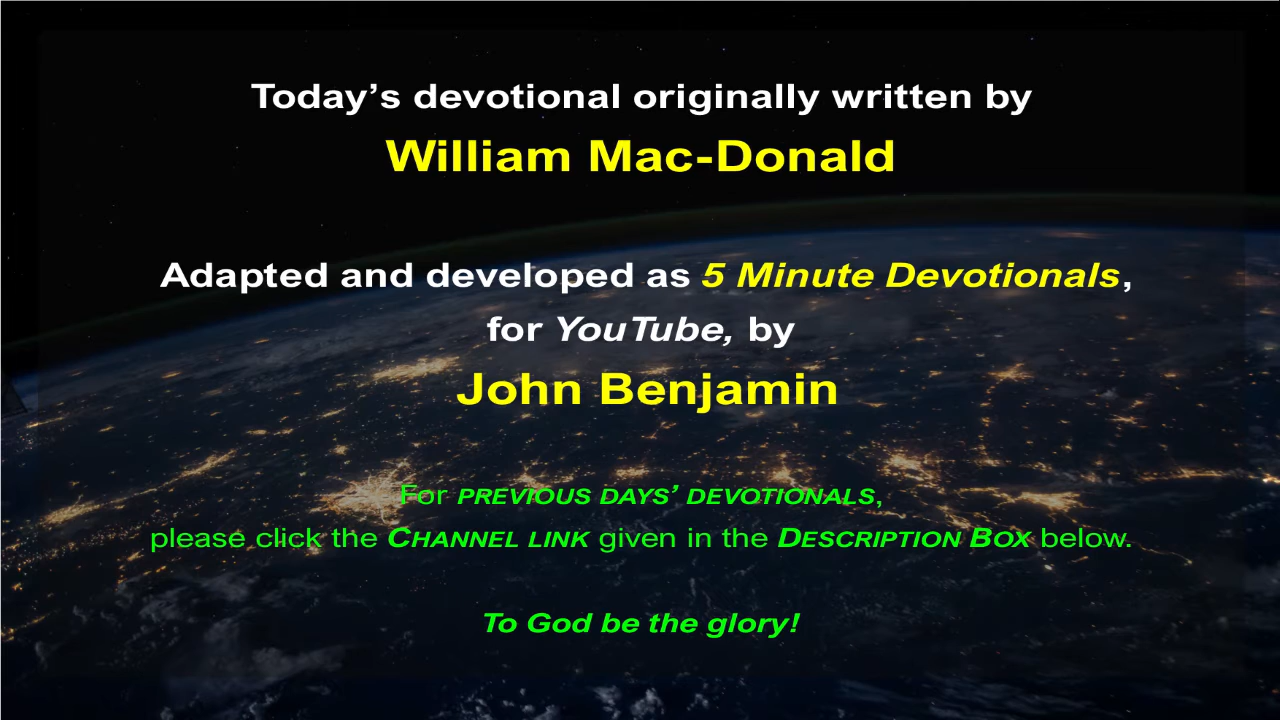 Today’s devotional originally written by
William Mac-Donald
Adapted and developed as 5 Minute Devotionals,
for YouTube, by
John Benjamin
For PREVIOUS DAYS’ DEVOTIONALS,
please click the CHANNEL LINK given in the DESCRIPTION BOX below.
To God be the glory!